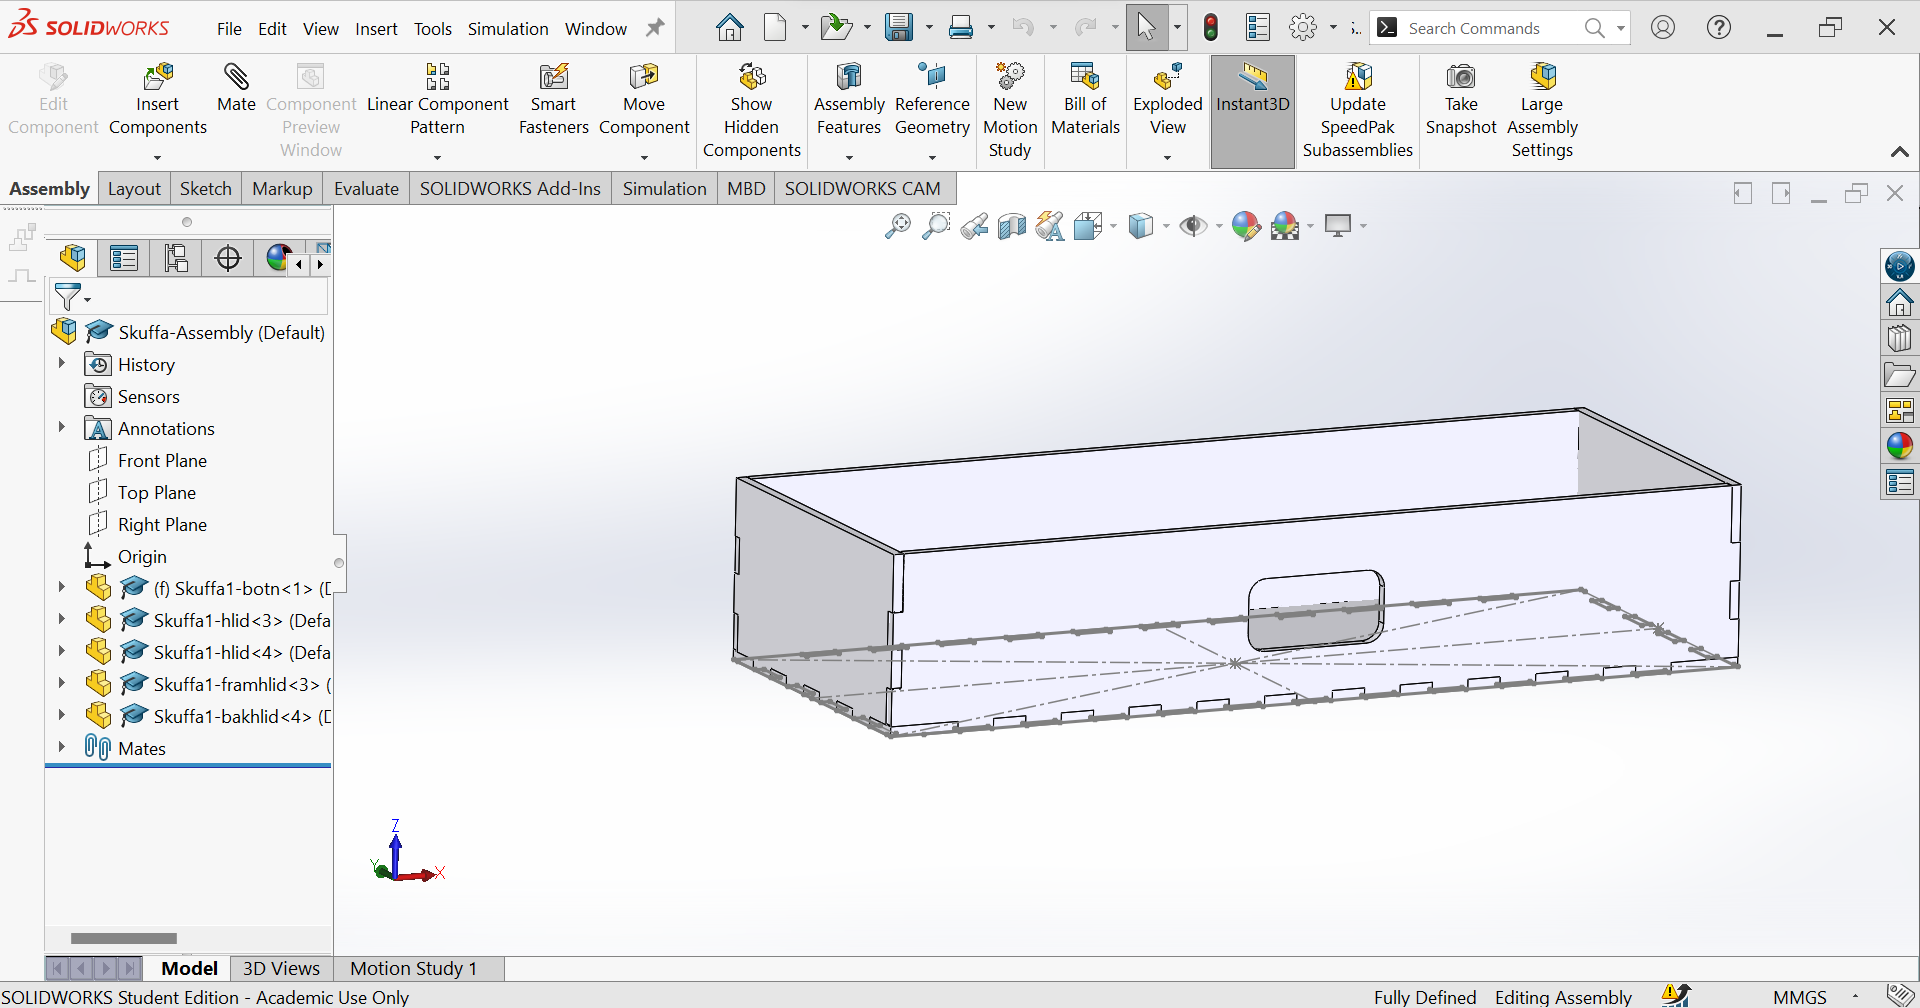 SOLIDWORKS
File Edit View Insert Tools Simulation Window
S..
Search Commands
Edit Component
Insert Components
Mate
Component Preview Window
Linear Component Pattern
Smart Fasteners
Move Component
Show Hidden Components
Assembly Features
Reference Geometry
New Motion Study
Bill of Materials
Exploded View
Instant3D
Update SpeedPak Subassemblies
Take Snapshot
Large Assembly Settings
Assembly Layout Sketch Markup Evaluate SOLIDWORKS Add-Ins Simulation MBD SOLIDWORKS CAM
Skuffa-Assembly (Default)
History
Sensors
Annotations
Front Plane
Top Plane
Right Plane
Origin
(f) Skuffa1-botn<1> (D
Skuffa1-hlid<3> (Defa
Skuffa1-hlid<4> (Defa
Skuffa1-framhlid<3> (
Skuffa1-bakhlid<4> (D
Mates
Z
Y
X
Model 3D Views Motion Study 1
SOLIDWORKS Student Edition - Academic Use Only
Fully Defined Editing Assembly MMGS